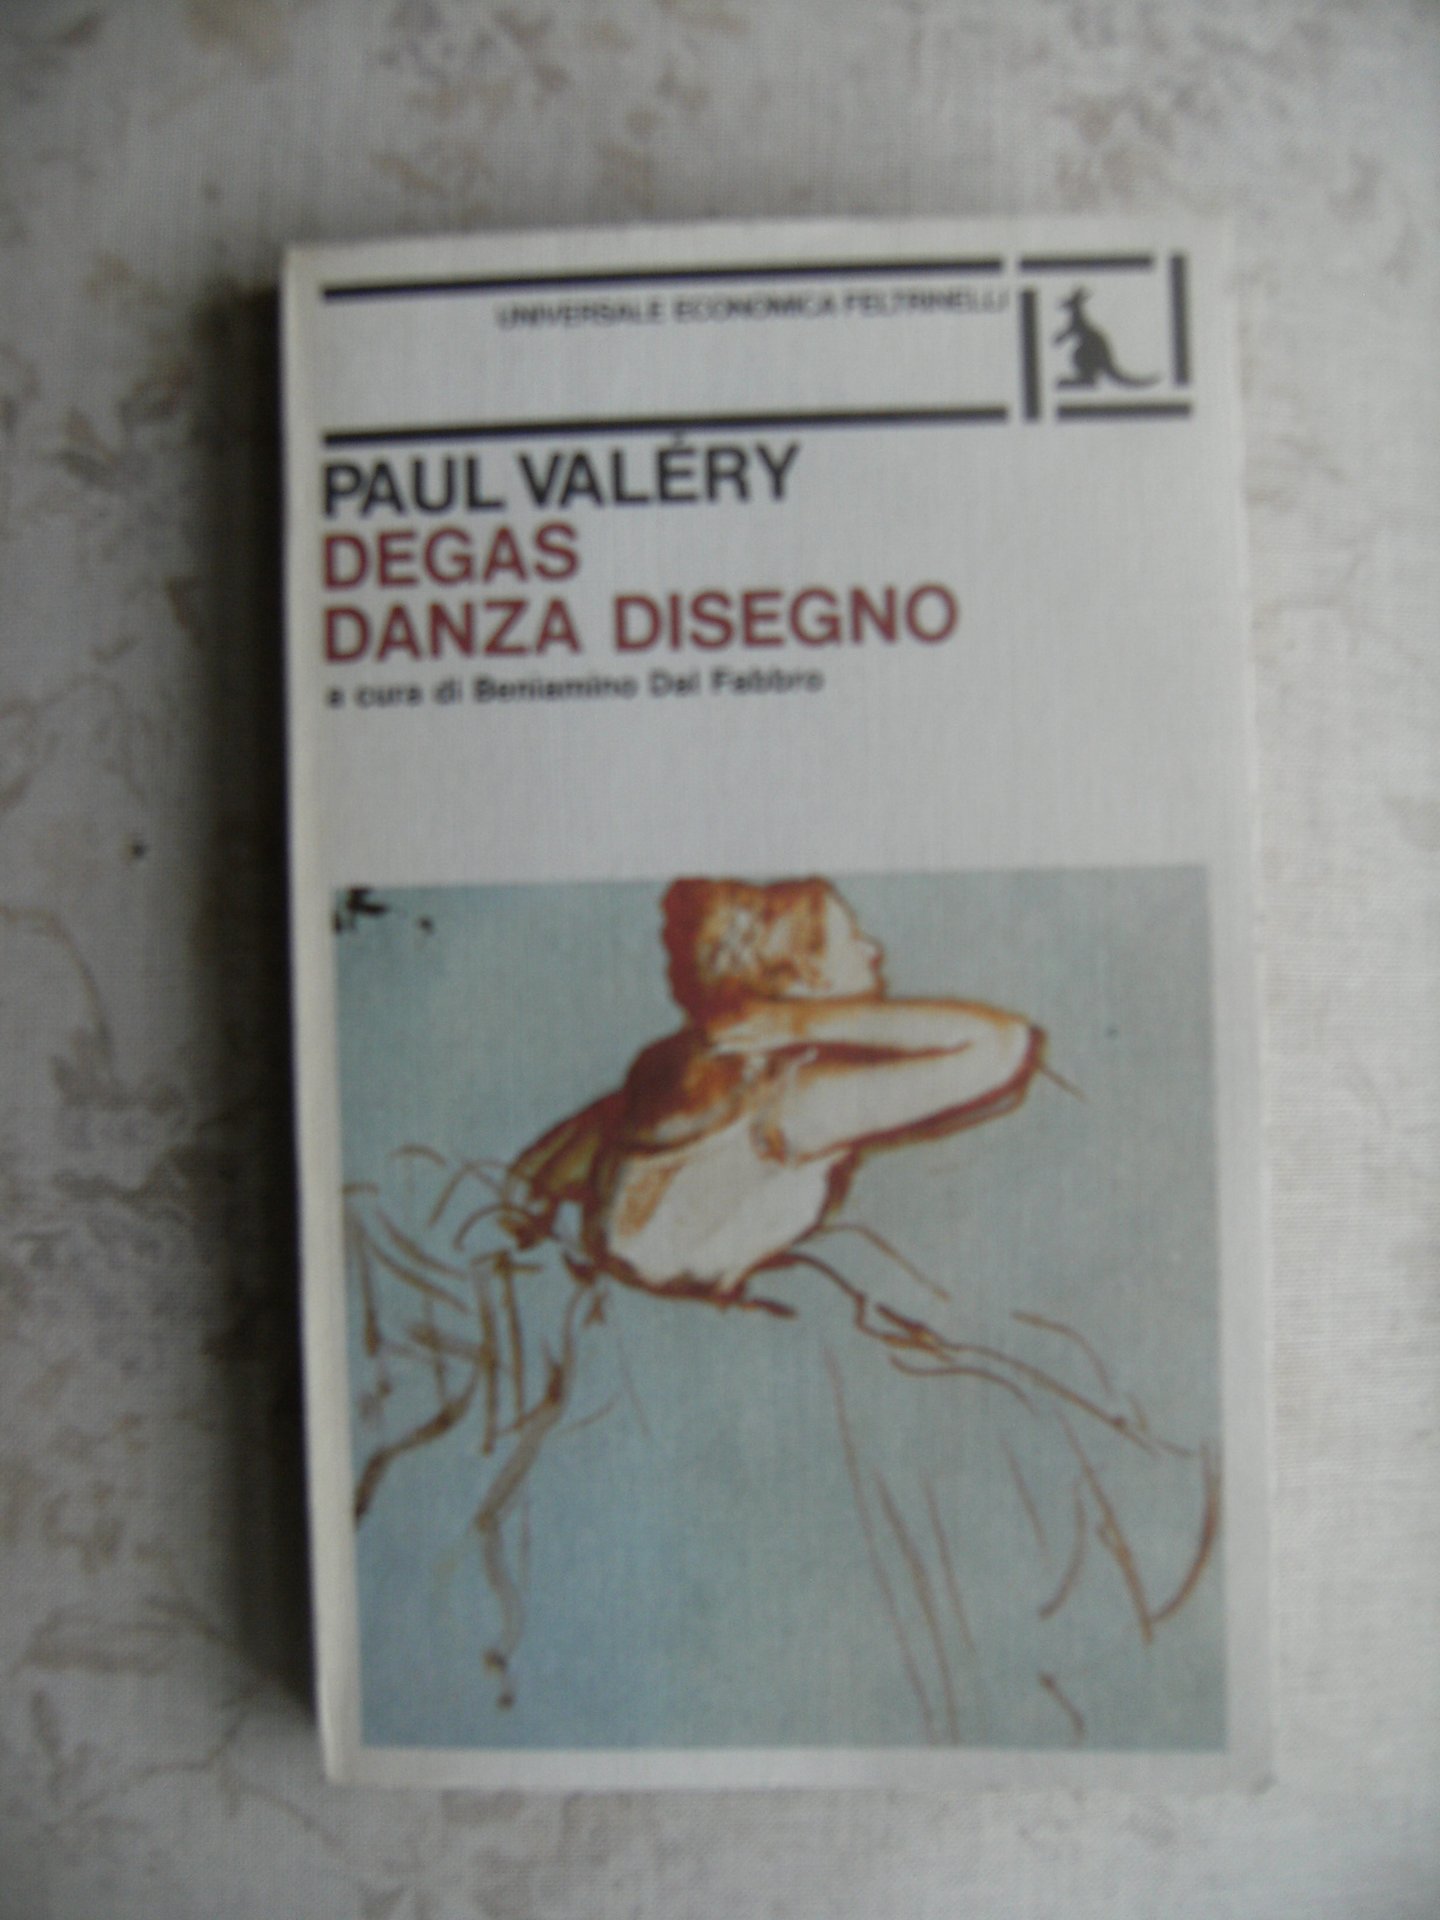 UNIVERSALE ECONOMICA FELTRINELLI
PAUL VALÉRY
DEGAS
DANZA DISEGNO
a cura di Beniamino Dal Fabbro